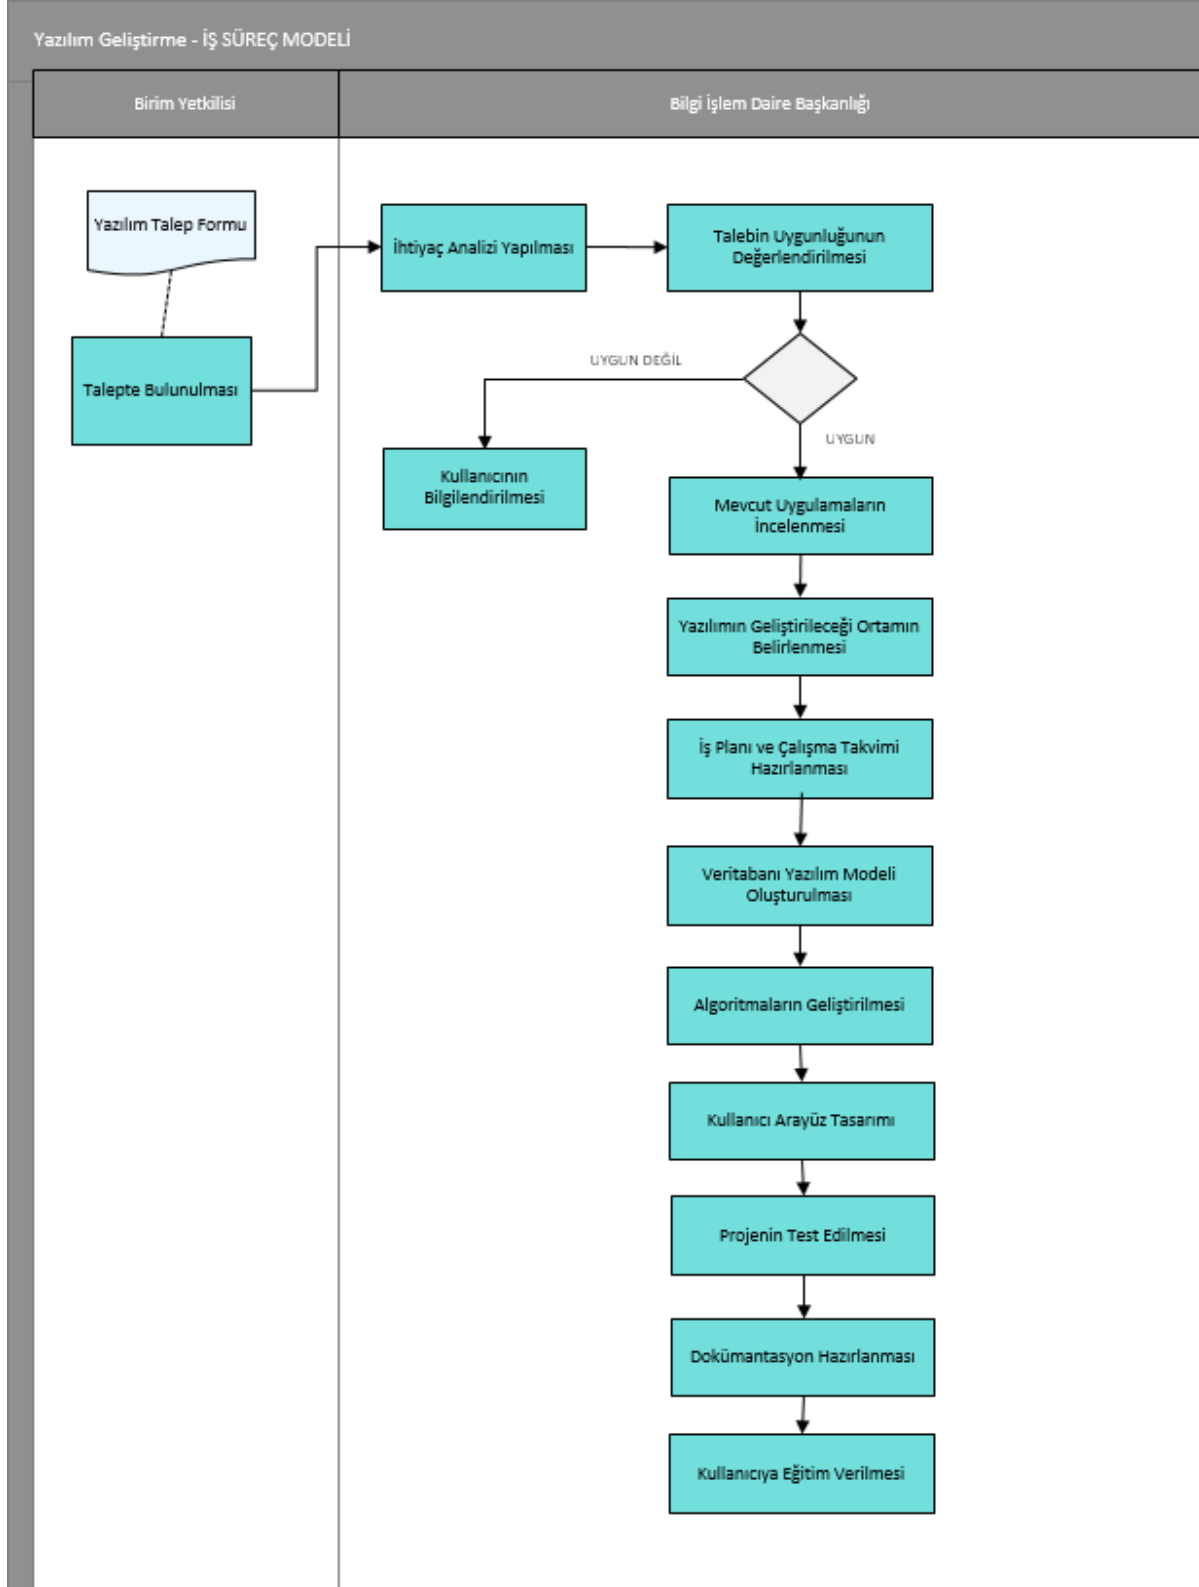 Yazılım Geliştirme - İŞ SÜREÇ MODELİ
Birim Yetkilisi
Bilgi İşlem Daire Başkanlığı
Yazılım Talep Formu
Talepte Bulunulması
İhtiyaç Analizi Yapılması
Talebin Uygunluğunun
Değerlendirilmesi
UYGUN DEĞİL
UYGUN
Kullanıcının
Bilgilendirilmesi
Mevcut Uygulamaların
İncelenmesi
Yazılımın Geliştirileceği Ortamın
Belirlenmesi
İş Planı ve Çalışma Takvimi
Hazırlanması
Veritabanı Yazılım Modeli
Oluşturulması
Algoritmaların Geliştirilmesi
Kullanıcı Arayüz Tasarımı
Projenin Test Edilmesi
Dokümantasyon Hazırlanması
Kullanıcıya Eğitim Verilmesi